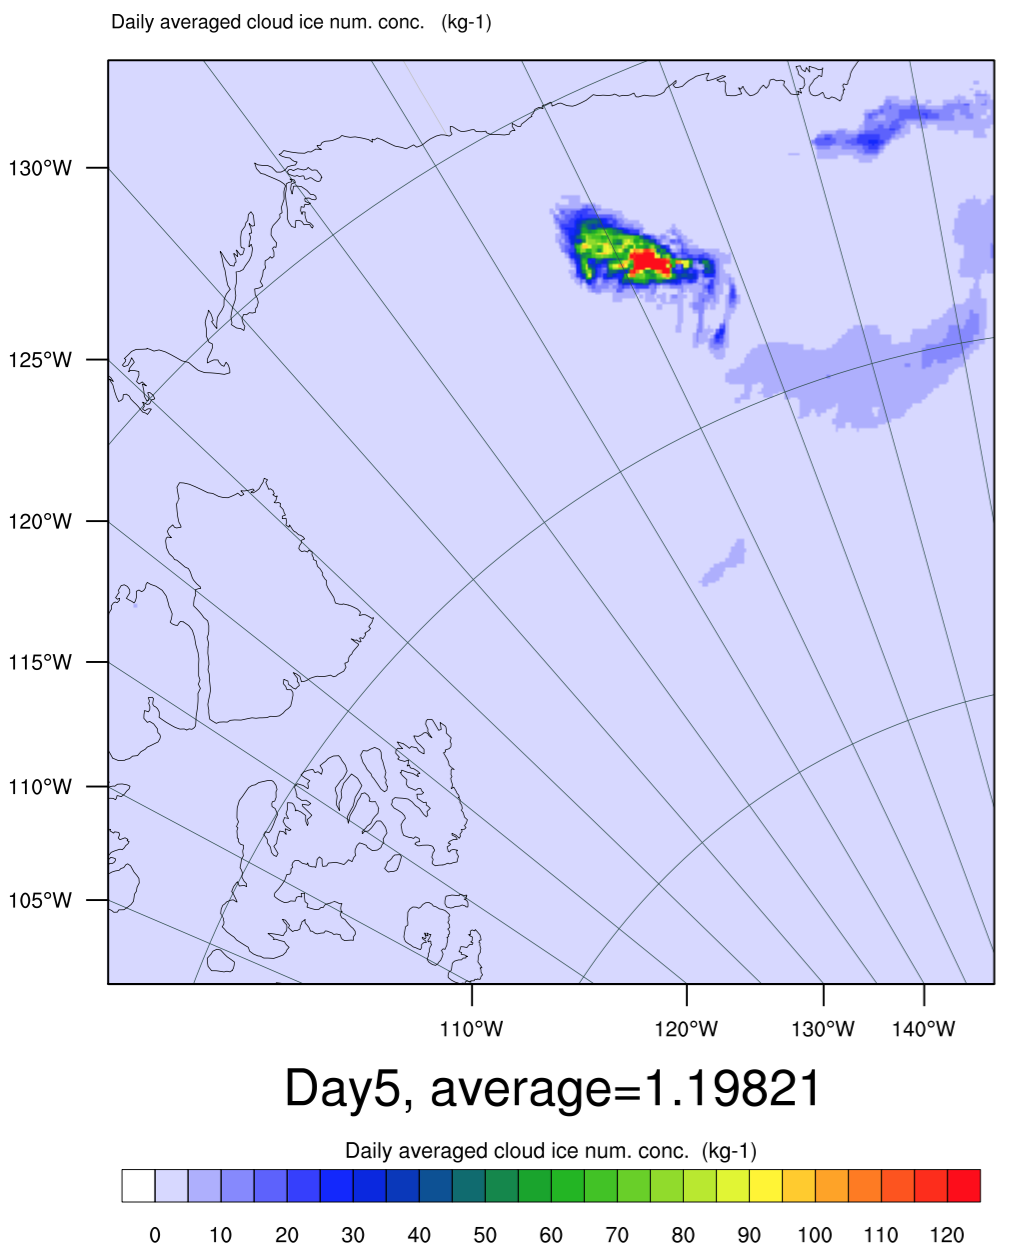 Daily averaged cloud ice num. conc.   (kg-1)
130°W
125°W
120°W
115°W
110°W
105°W
110°W 120°W 130°W 140°W
Day5, average=1.19821
Daily averaged cloud ice num. conc.  (kg-1)
0 10 20 30 40 50 60 70 80 90 100 110 120